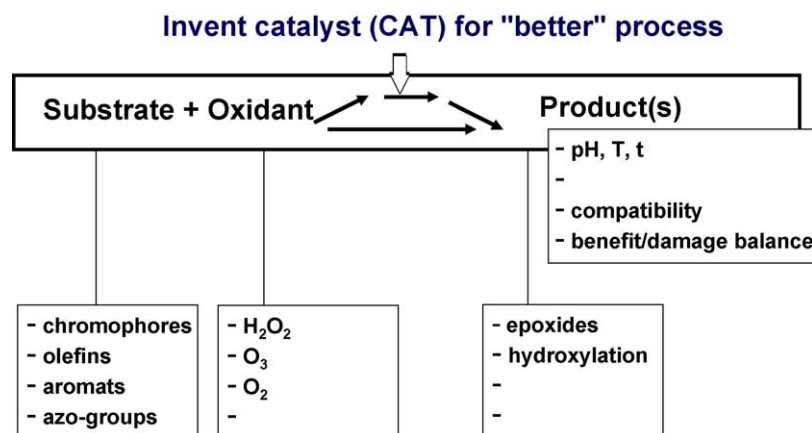 Invent catalyst (CAT) for "better" process
Substrate + Oxidant
Product(s)
- pH, T, t
-
- compatibility
- benefit/damage balance
- chromophores
- olefins
- aromats
- azo-groups
- H₂O₂
- O₃
- O₂
-
- epoxides
- hydroxylation
-
-